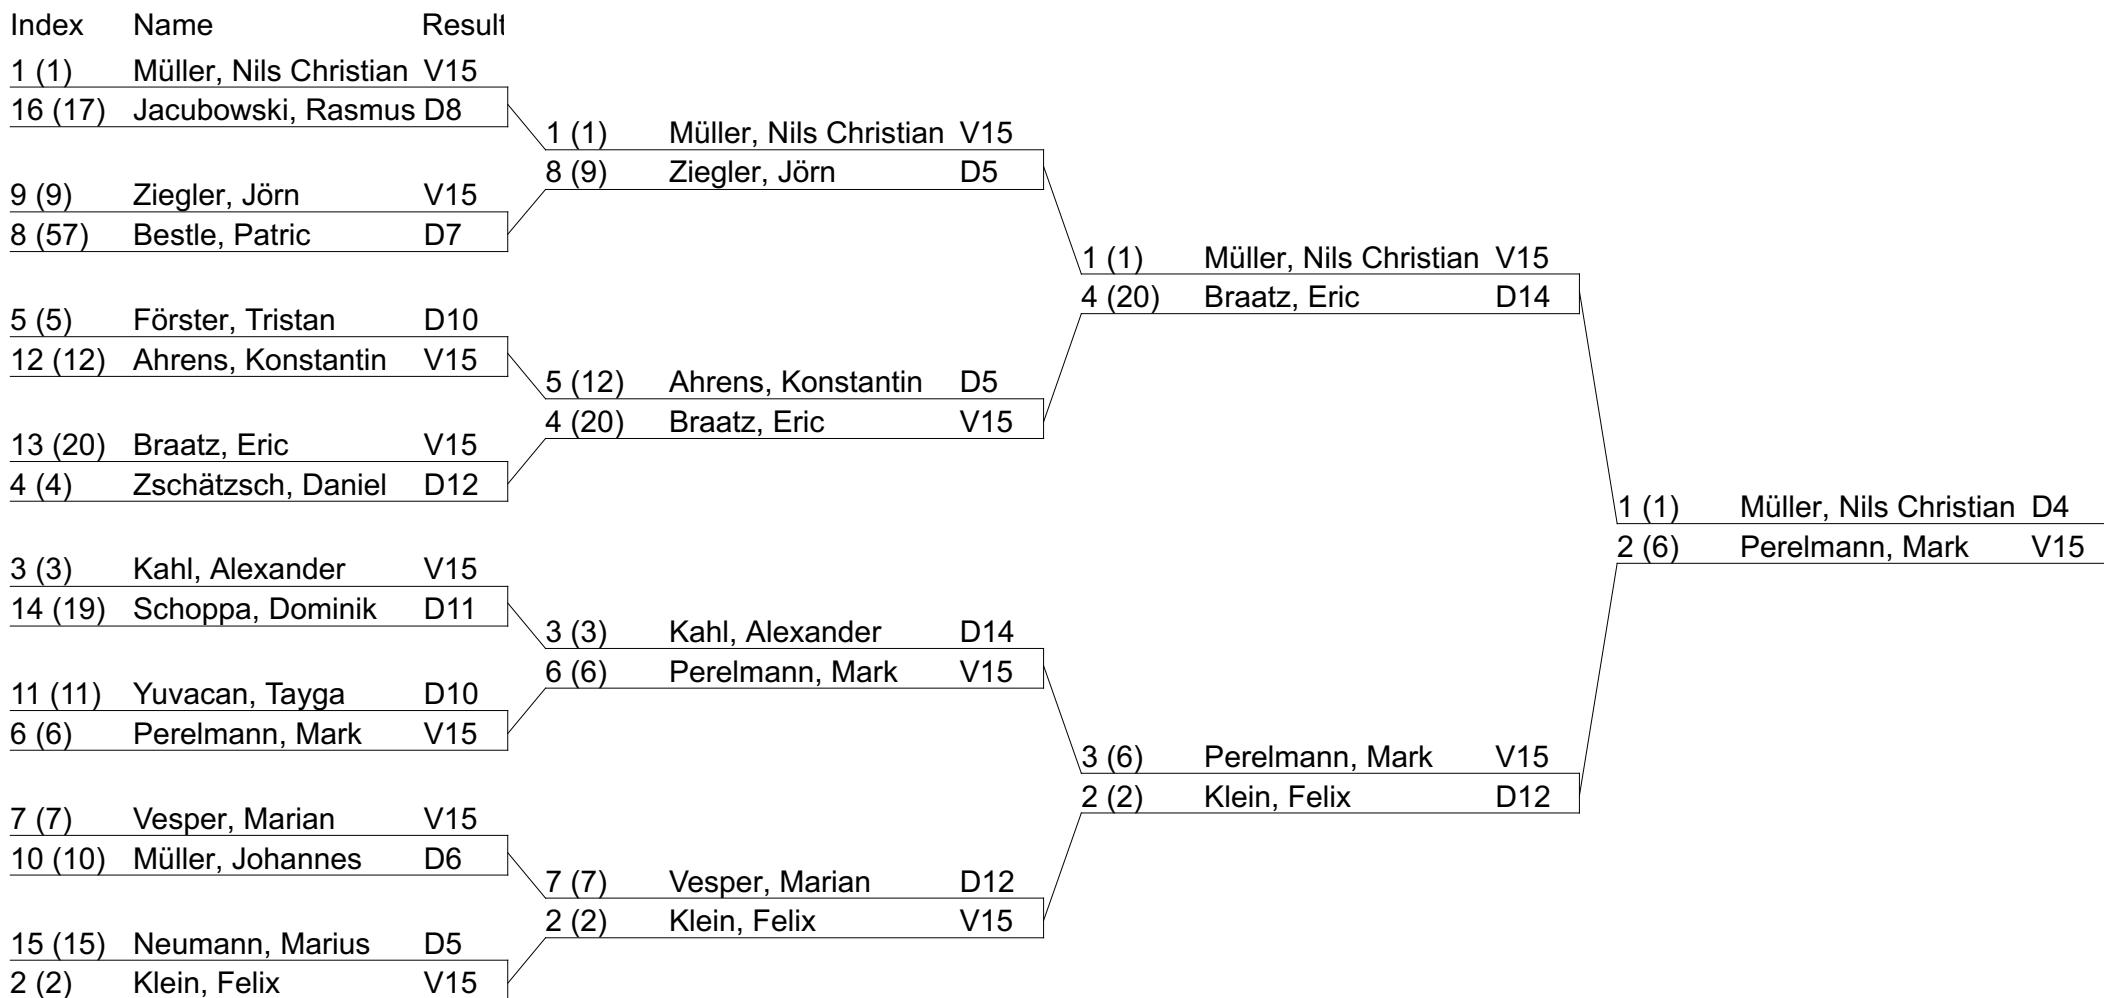 Index Name Result
1 (1) Müller, Nils Christian V15
16 (17) Jacubowski, Rasmus D8
9 (9) Ziegler, Jörn V15
8 (57) Bestle, Patric D7
5 (5) Förster, Tristan D10
12 (12) Ahrens, Konstantin V15
13 (20) Braatz, Eric V15
4 (4) Zschätzsch, Daniel D12
3 (3) Kahl, Alexander V15
14 (19) Schoppa, Dominik D11
11 (11) Yuvacan, Tayga D10
6 (6) Perelmann, Mark V15
7 (7) Vesper, Marian V15
10 (10) Müller, Johannes D6
15 (15) Neumann, Marius D5
2 (2) Klein, Felix V15
1 (1) Müller, Nils Christian V15
8 (9) Ziegler, Jörn D5
5 (12) Ahrens, Konstantin D5
4 (20) Braatz, Eric V15
3 (3) Kahl, Alexander D14
6 (6) Perelmann, Mark V15
7 (7) Vesper, Marian D12
2 (2) Klein, Felix V15
1 (1) Müller, Nils Christian V15
4 (20) Braatz, Eric D14
3 (6) Perelmann, Mark V15
2 (2) Klein, Felix D12
1 (1) Müller, Nils Christian D4
2 (6) Perelmann, Mark V15